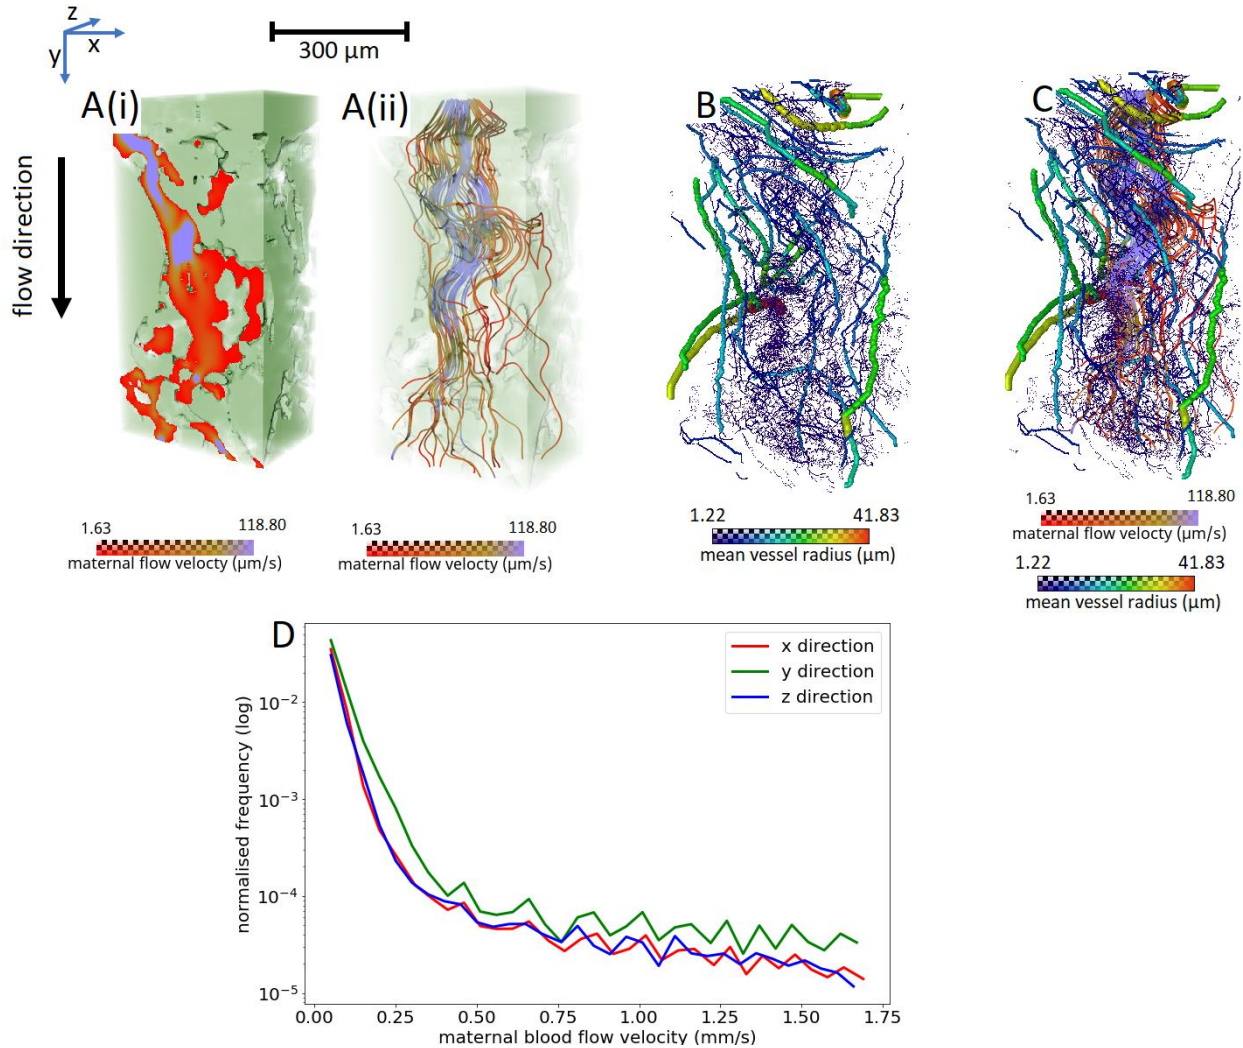 z
x
y
300 µm
A(i)
A(ii)
B
C
flow direction
1.63 118.80
maternal flow velocty (µm/s)
1.63 118.80
maternal flow velocty (µm/s)
1.22 41.83
mean vessel radius (µm)
1.63 118.80
maternal flow velocty (µm/s)
1.22 41.83
mean vessel radius (µm)
D
x direction
y direction
z direction
normalised frequency (log)
10⁻²
10⁻³
10⁻⁴
10⁻⁵
0.00 0.25 0.50 0.75 1.00 1.25 1.50 1.75
maternal blood flow velocity (mm/s)